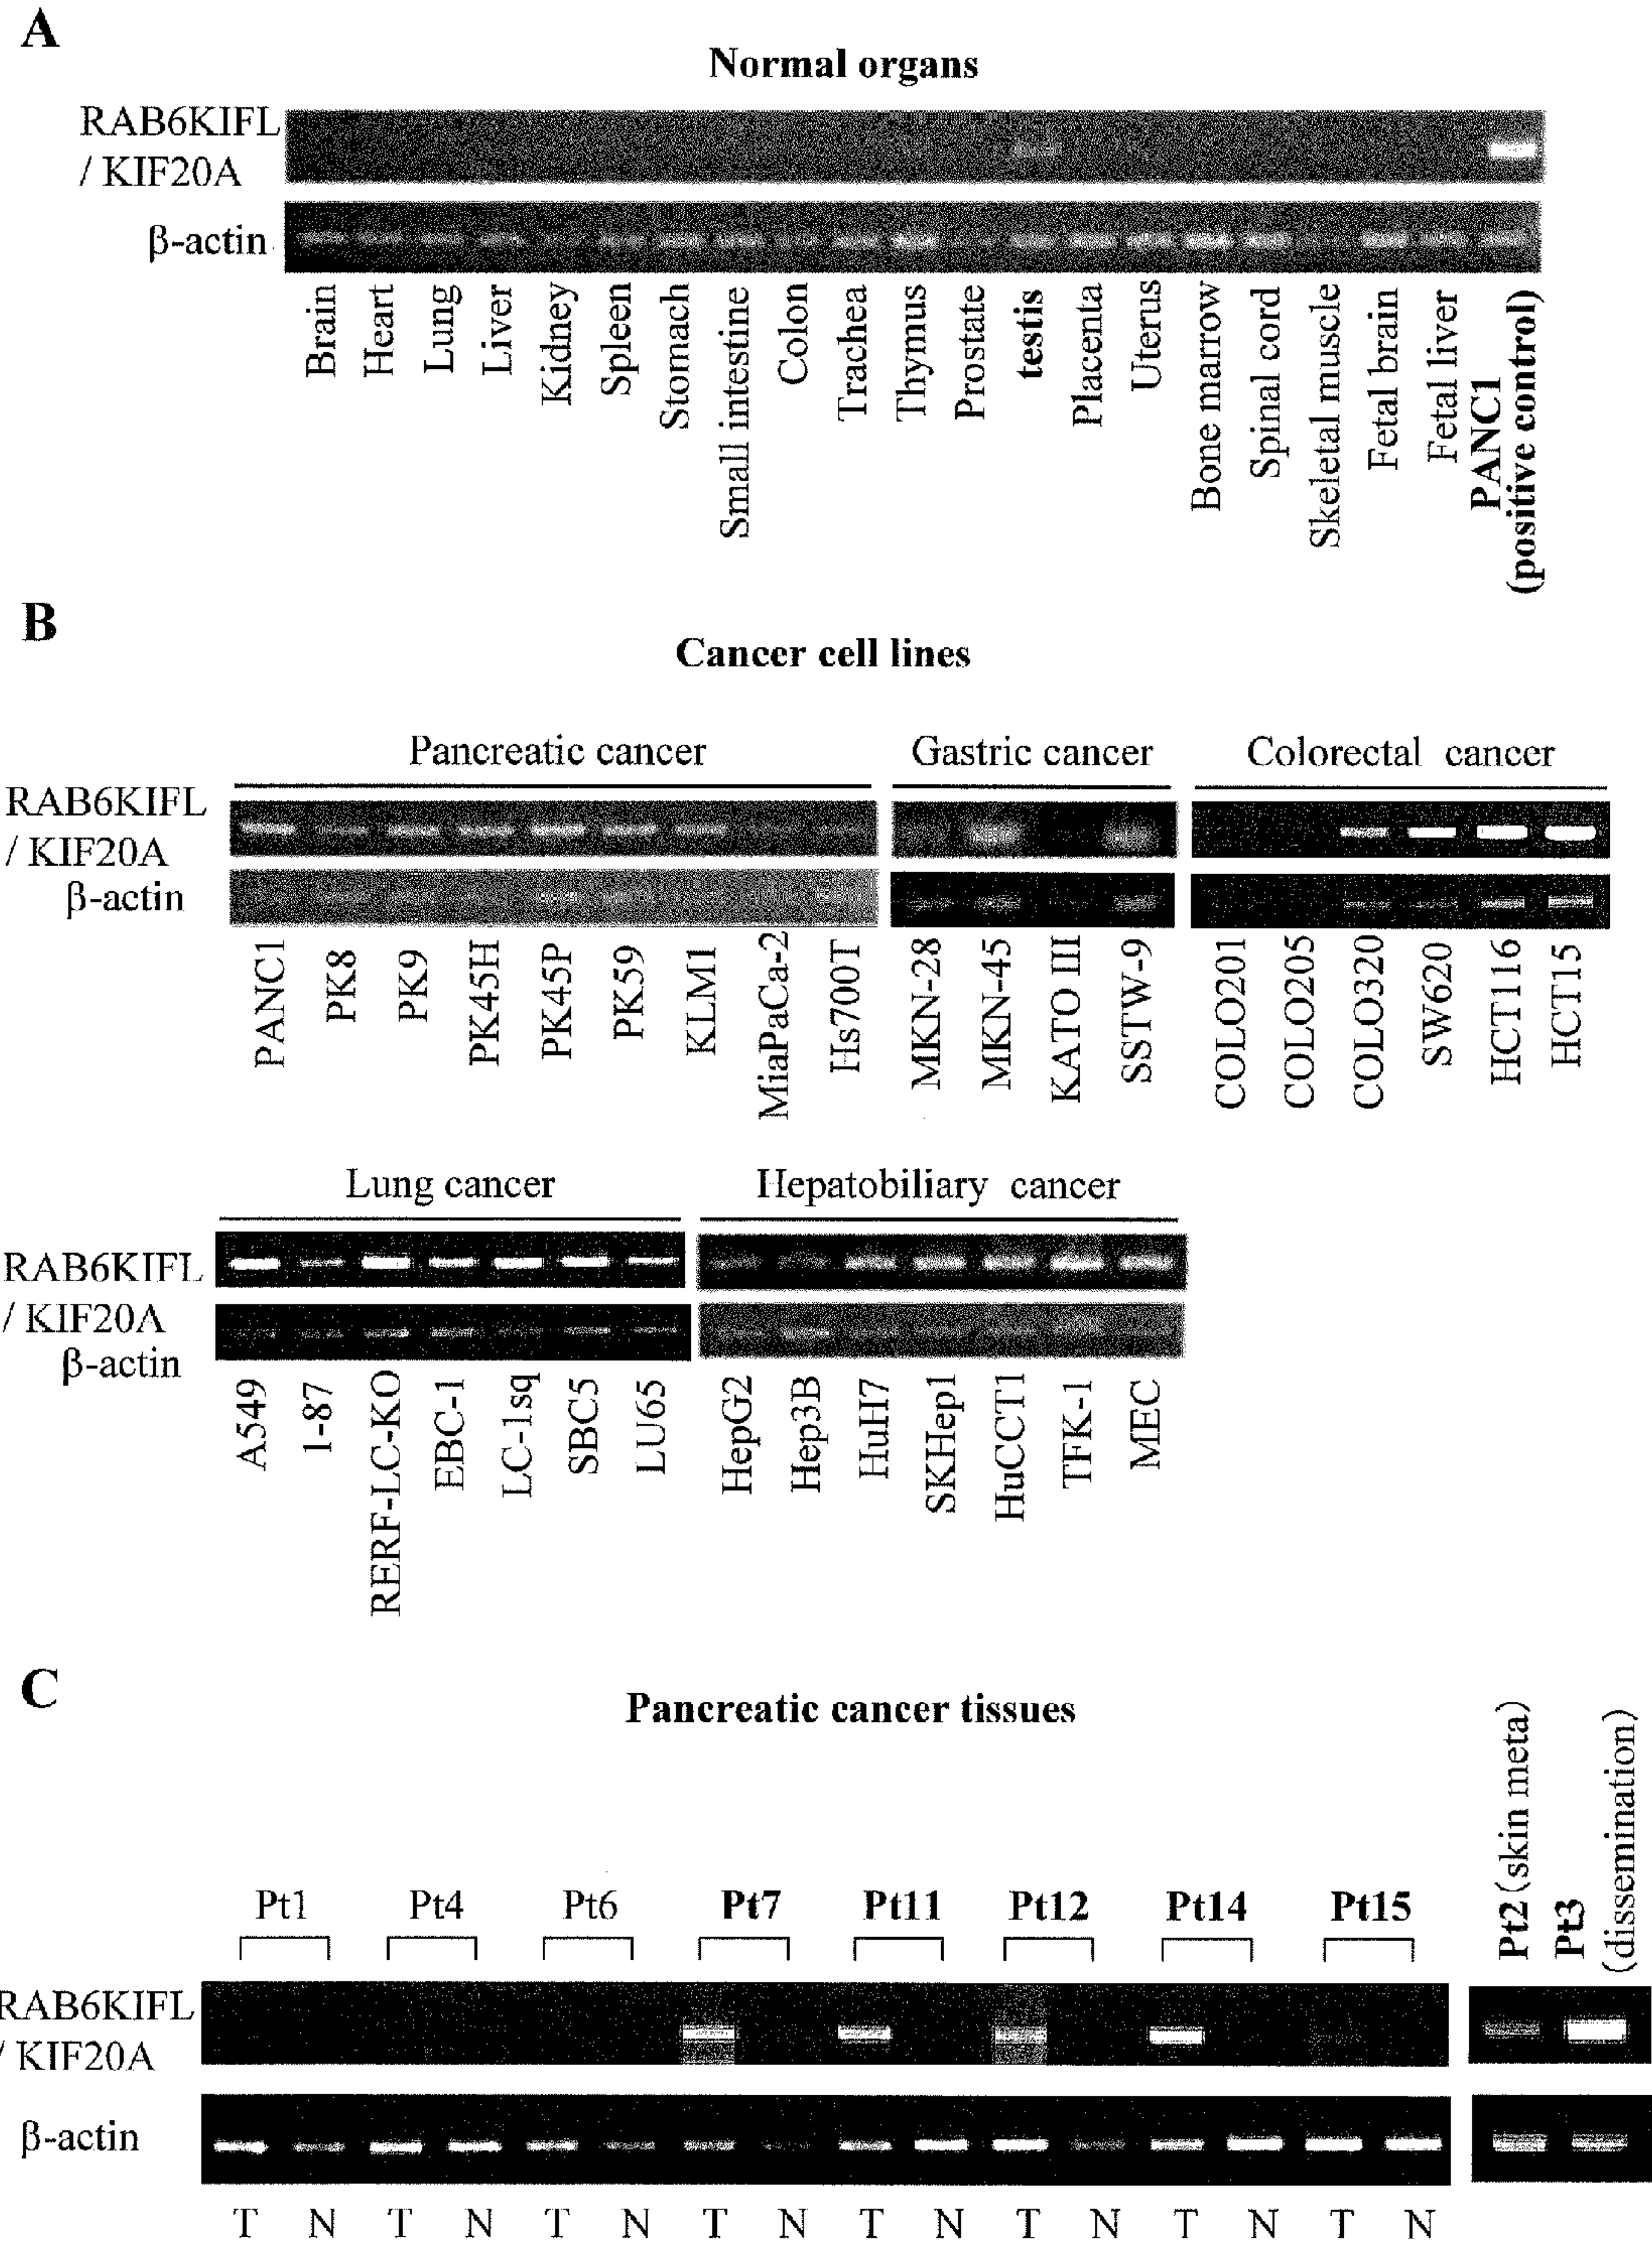 A
Normal organs
RAB6KIFL
/ KIF20A
β-actin
Brain
Heart
Lung
Liver
Kidney
Spleen
Stomach
Small intestine
Colon
Trachea
Thymus
Prostate
testis
Placenta
Uterus
Bone marrow
Spinal cord
Skeletal muscle
Fetal brain
Fetal liver
PANC1
(positive control)
B
Cancer cell lines
Pancreatic cancer
Gastric cancer
Colorectal cancer
RAB6KIFL
/ KIF20A
β-actin
PANC1
PK8
PK9
PK45H
PK45P
PK59
KLM1
MiaPaCa-2
Hs700T
MKN-28
MKN-45
KATO III
SSTW-9
COLO201
COLO205
COLO320
SW620
HCT116
HCT15
Lung cancer
Hepatobiliary cancer
RAB6KIFL
/ KIF20A
β-actin
A549
1-87
RERF-LC-KO
EBC-1
LC-1sq
SBC5
LU65
HepG2
Hep3B
HuH7
SKHep1
HuCCT1
TFK-1
MEC
C
Pancreatic cancer tissues
Pt1
Pt4
Pt6
Pt7
Pt11
Pt12
Pt14
Pt15
Pt2 (skin meta)
Pt3
(dissemination)
RAB6KIFL
/ KIF20A
β-actin
T N T N T N T N T N T N T N T N